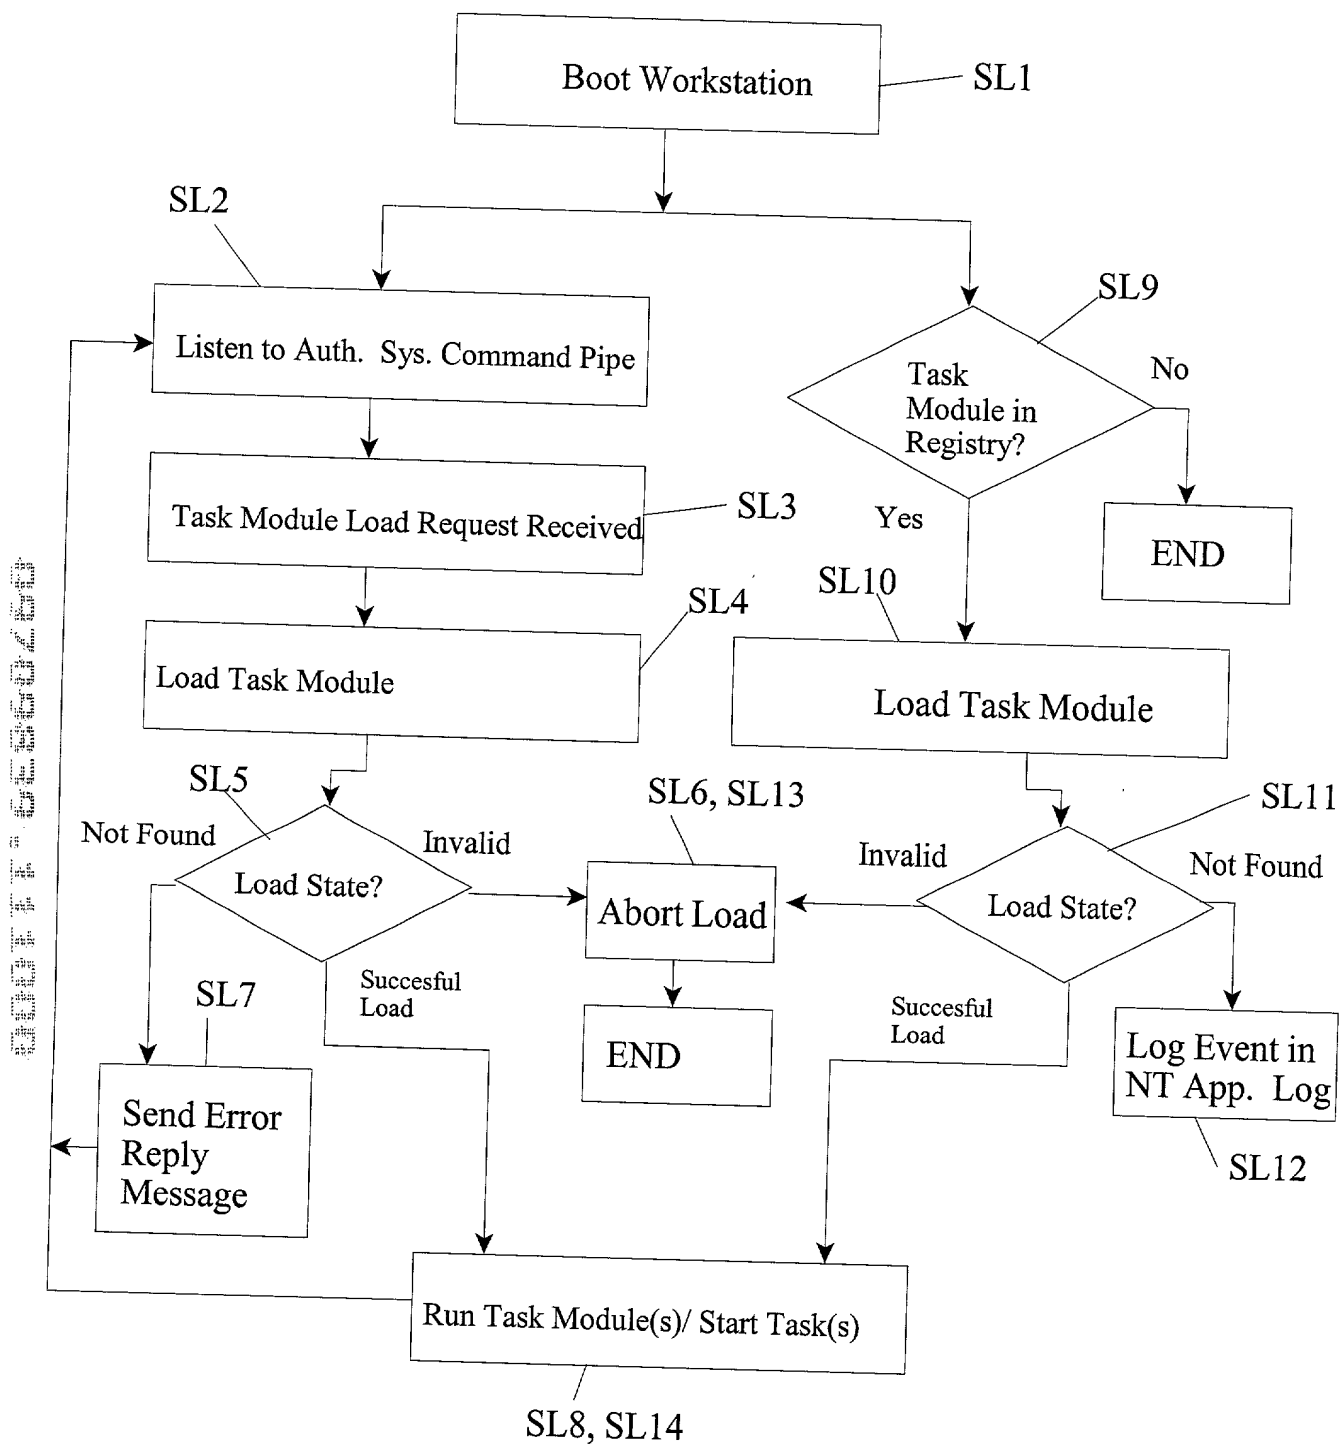 Boot Workstation
SL1
SL2
Listen to Auth. Sys. Command Pipe
SL9
Task
Module in
Registry?
No
Yes
END
Task Module Load Request Received
SL3
SL10
SL4
Load Task Module
Load Task Module
SL5
Not Found
Invalid
Load State?
SL6, SL13
Abort Load
END
SL11
Invalid
Not Found
Load State?
Succesful
Load
Succesful
Load
SL7
Send Error
Reply
Message
Log Event in
NT App. Log
SL12
Run Task Module(s)/ Start Task(s)
SL8, SL14